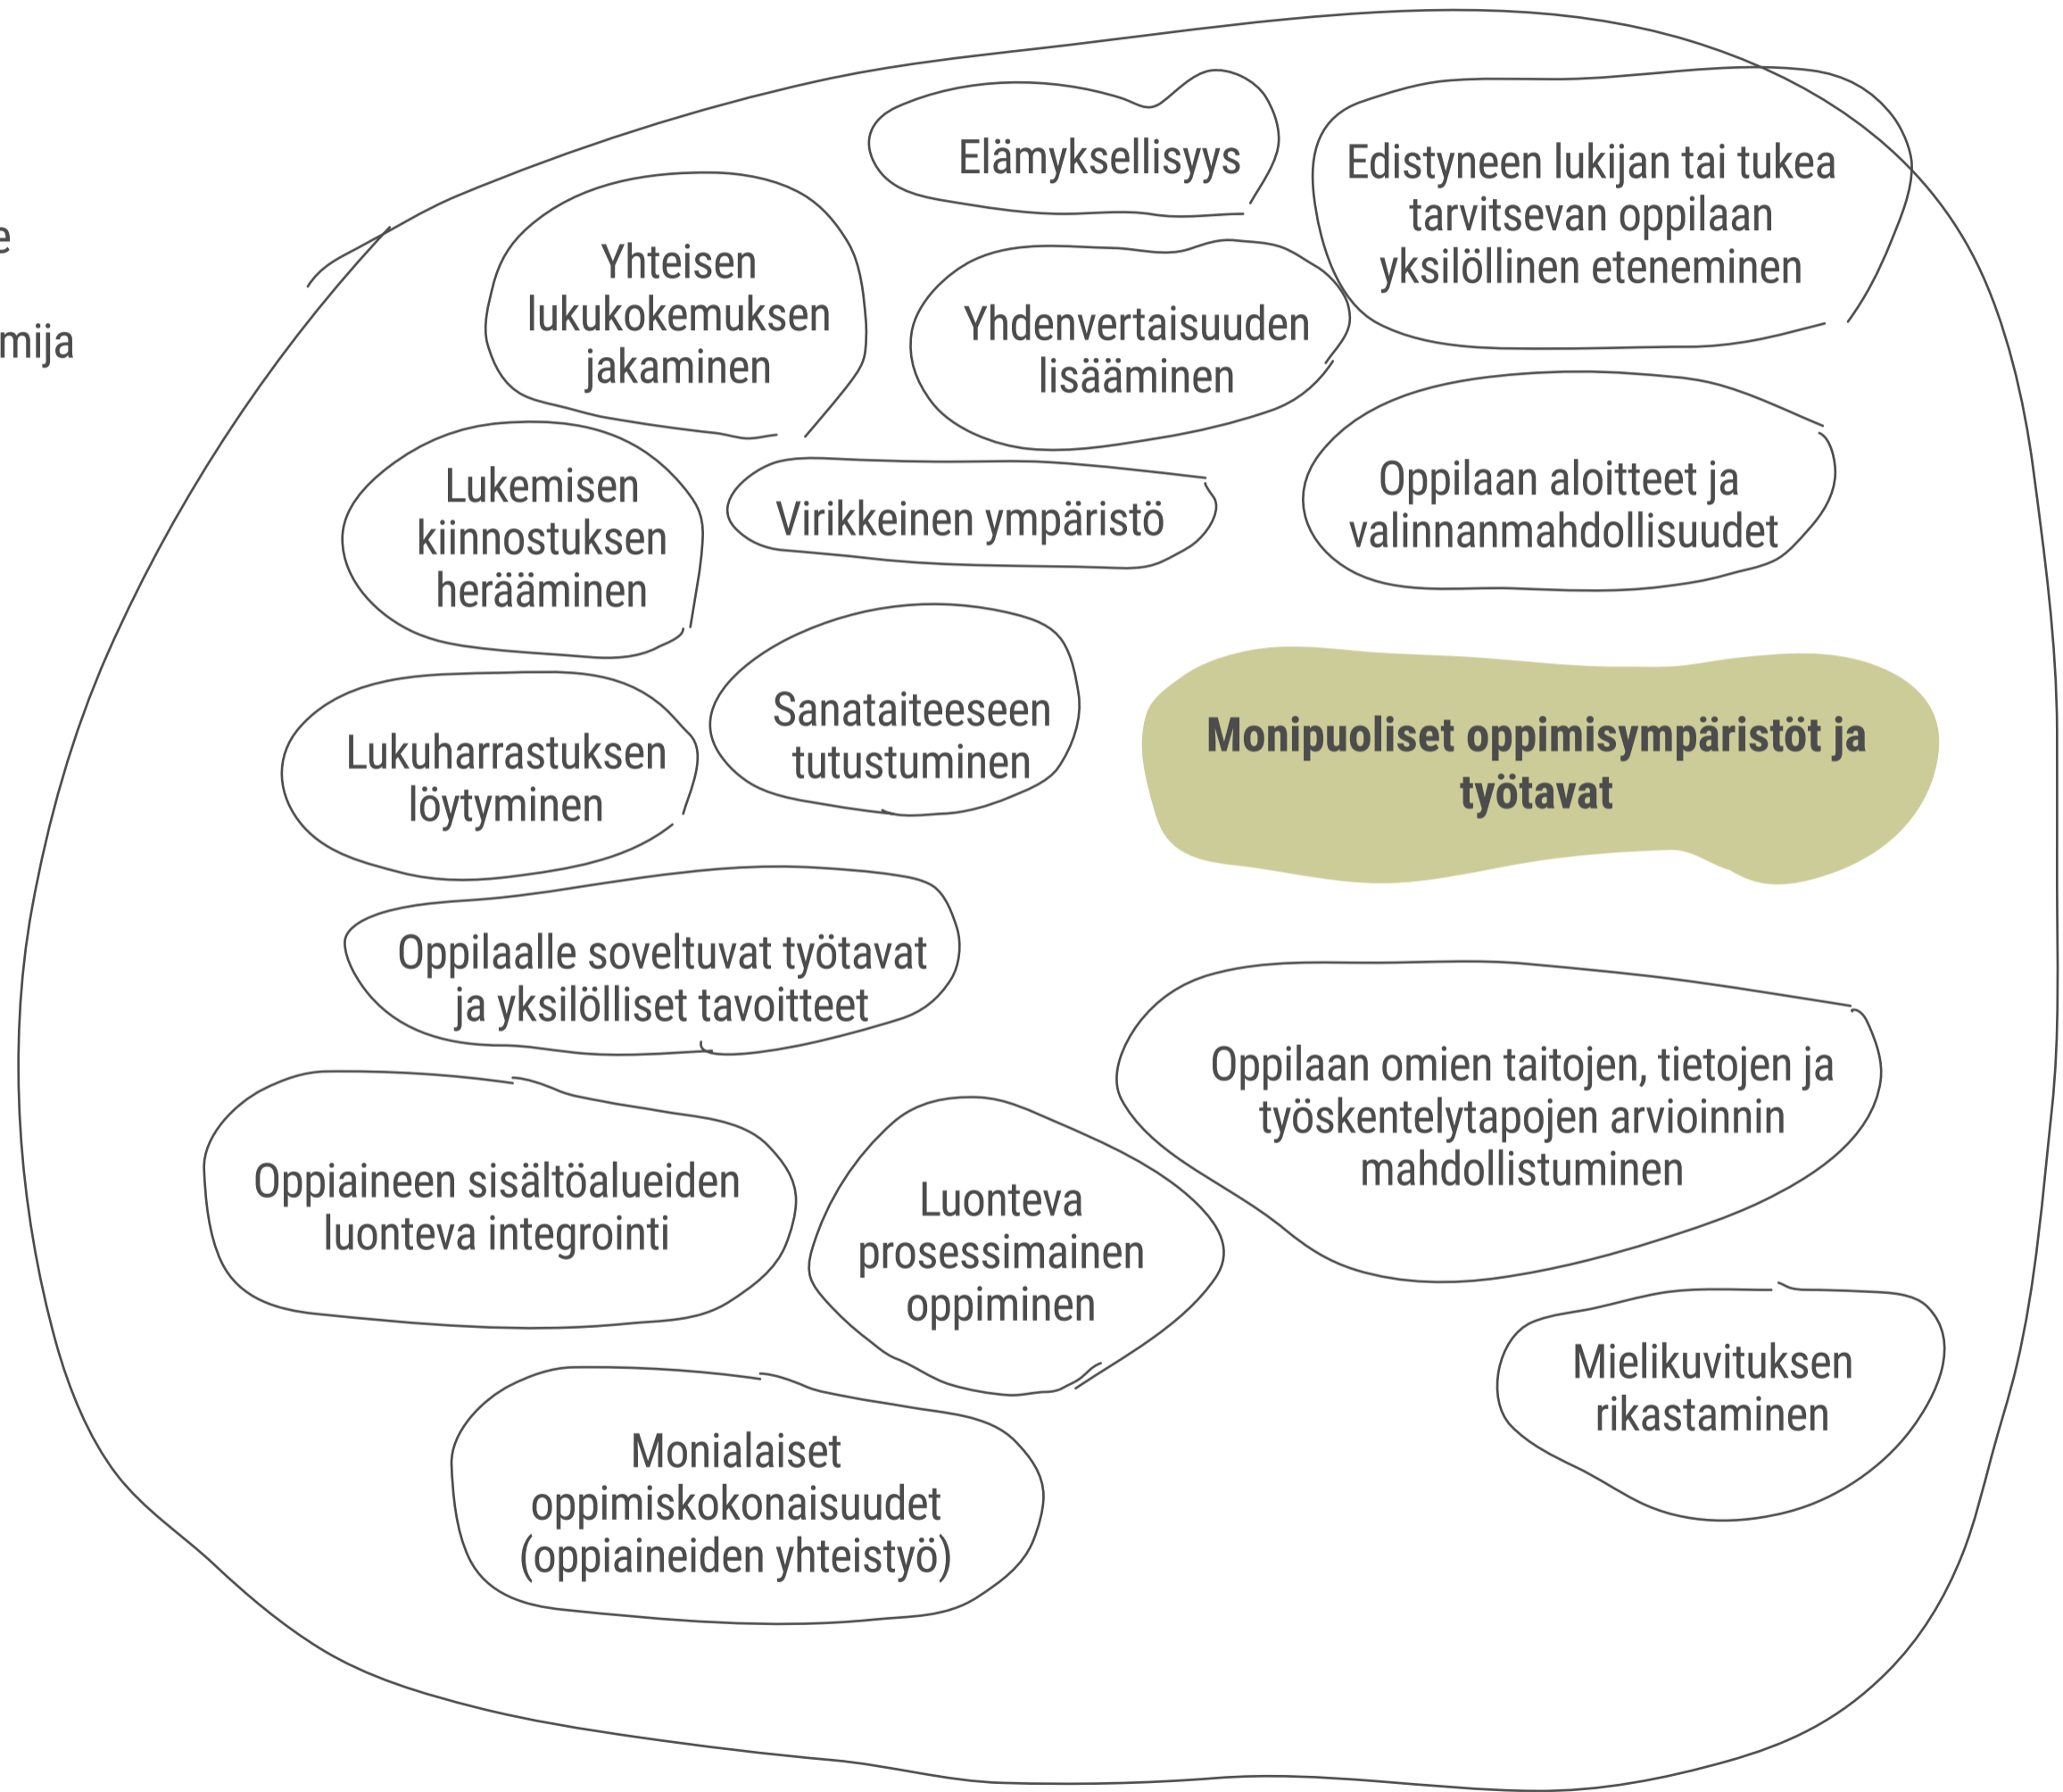 Elämyksellisyys
Edistyneen lukijan tai tukea
tarvitsevan oppilaan
yksilöllinen eteneminen
Yhteisen
lukukokemuksen
jakaminen
Yhdenvertaisuuden
lisääminen
mija
Lukemisen
kiinnostuksen
herääminen
Virikkeinen ympäristö
Oppilaan aloitteet ja
valinnanmahdollisuudet
Lukuharrastuksen
löytyminen
Sanataiteeseen
tutustuminen
Monipuoliset oppimisympäristöt ja
työtavat
Oppilaalle soveltuvat työtavat
ja yksilölliset tavoitteet
Oppilaan omien taitojen, tietojen ja
työskentelytapojen arvioinnin
mahdollistuminen
Oppiaineen sisältöalueiden
luonteva integrointi
Luonteva
prosessimainen
oppiminen
Mielikuvituksen
rikastaminen
Monialaiset
oppimiskokonaisuudet
(oppiaineiden yhteistyö)